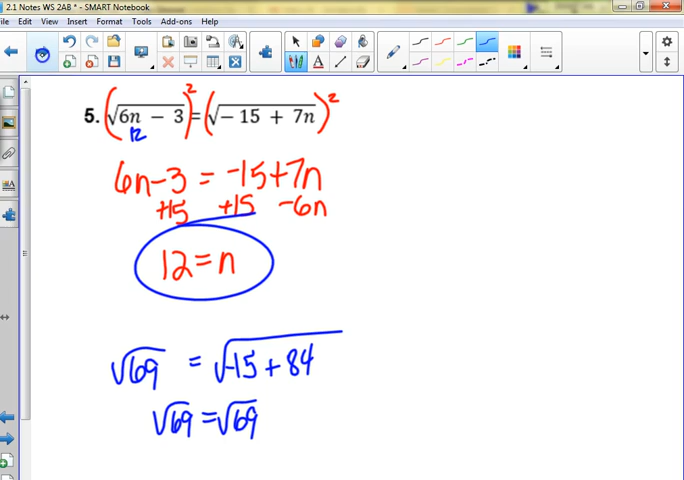 2.1 Notes WS 2AB * - SMART Notebook
File Edit View Insert Format Tools Add-ons Help
5. (√6n − 3)² = (√− 15 + 7n)²
12
6n−3 = -15+7n
+15 +15 -6n
12=n
√69 = √-15+84
√69 = √69